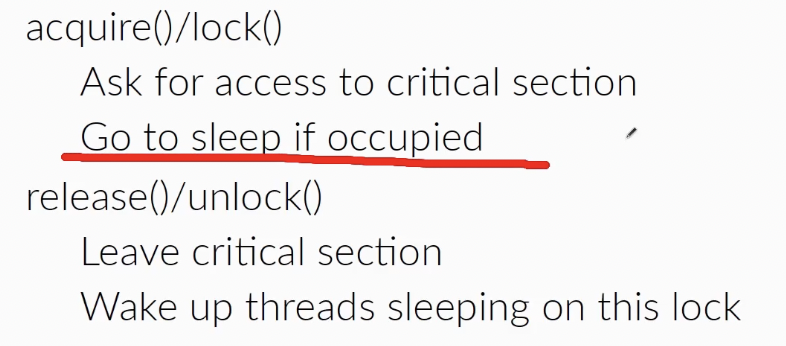 acquire()/lock()
Ask for access to critical section
Go to sleep if occupied
release()/unlock()
Leave critical section
Wake up threads sleeping on this lock